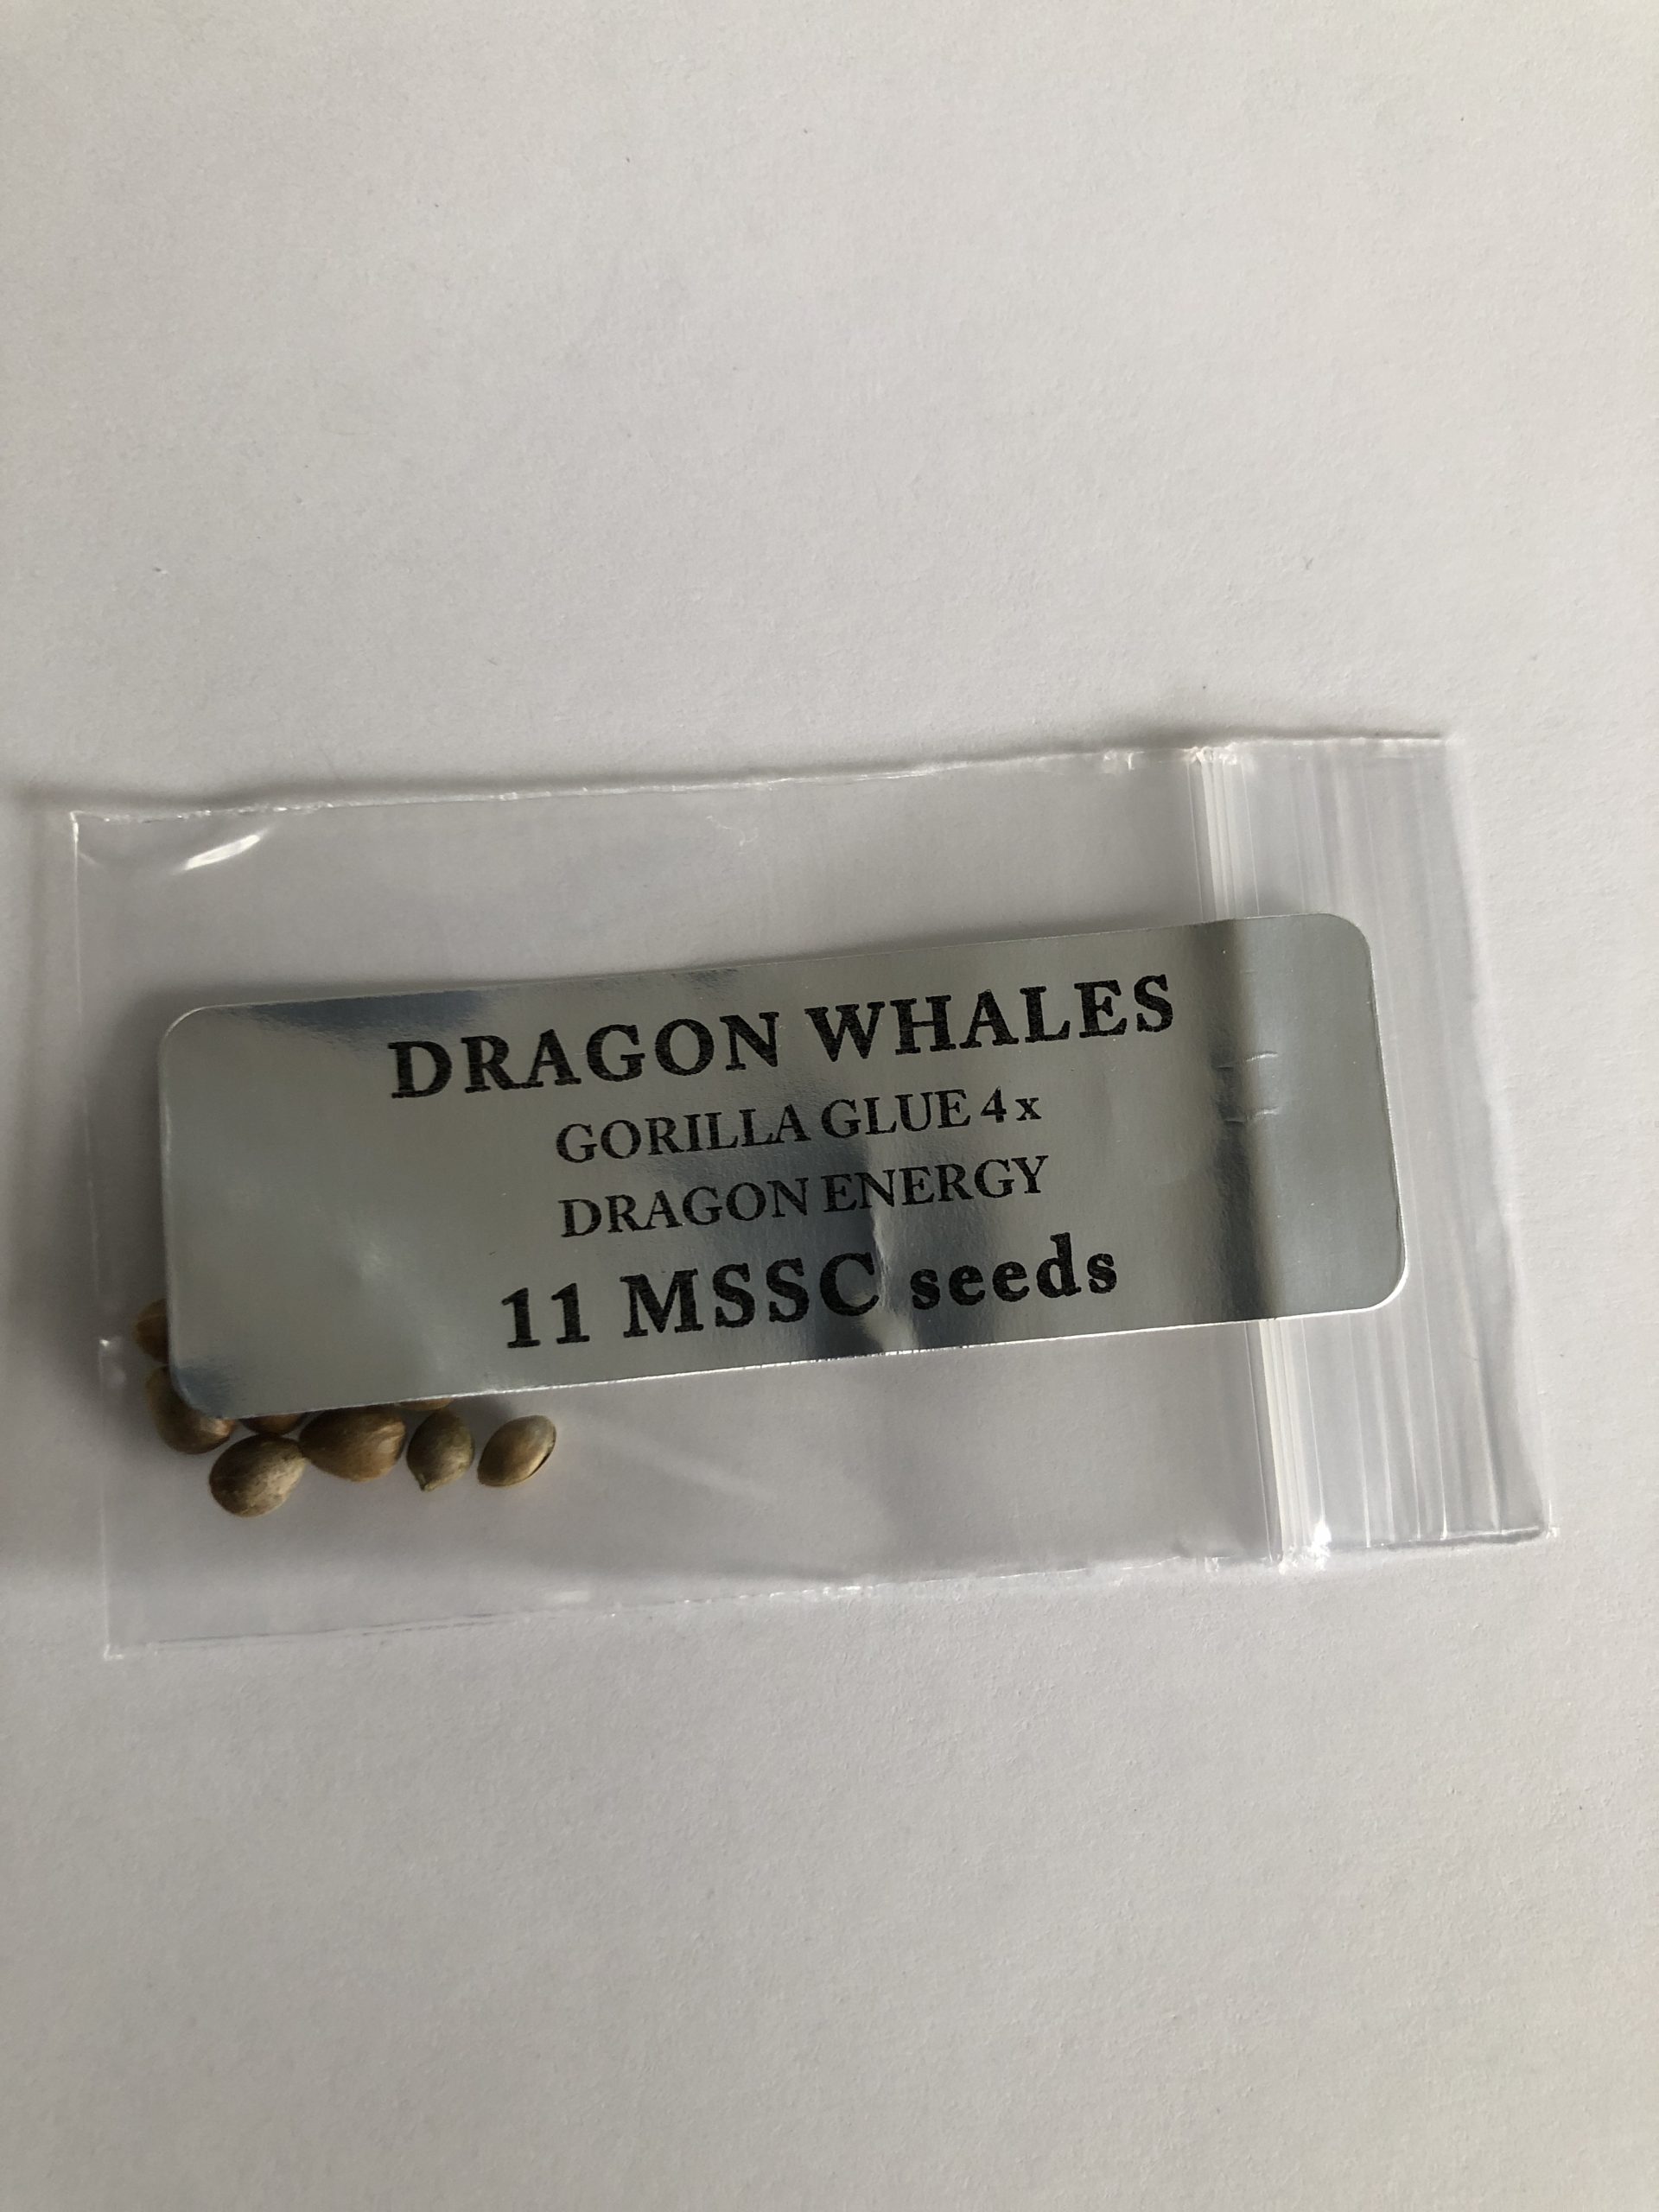 DRAGON WHALES
GORILLA GLUE 4 x
DRAGON ENERGY
11 MSSC seeds